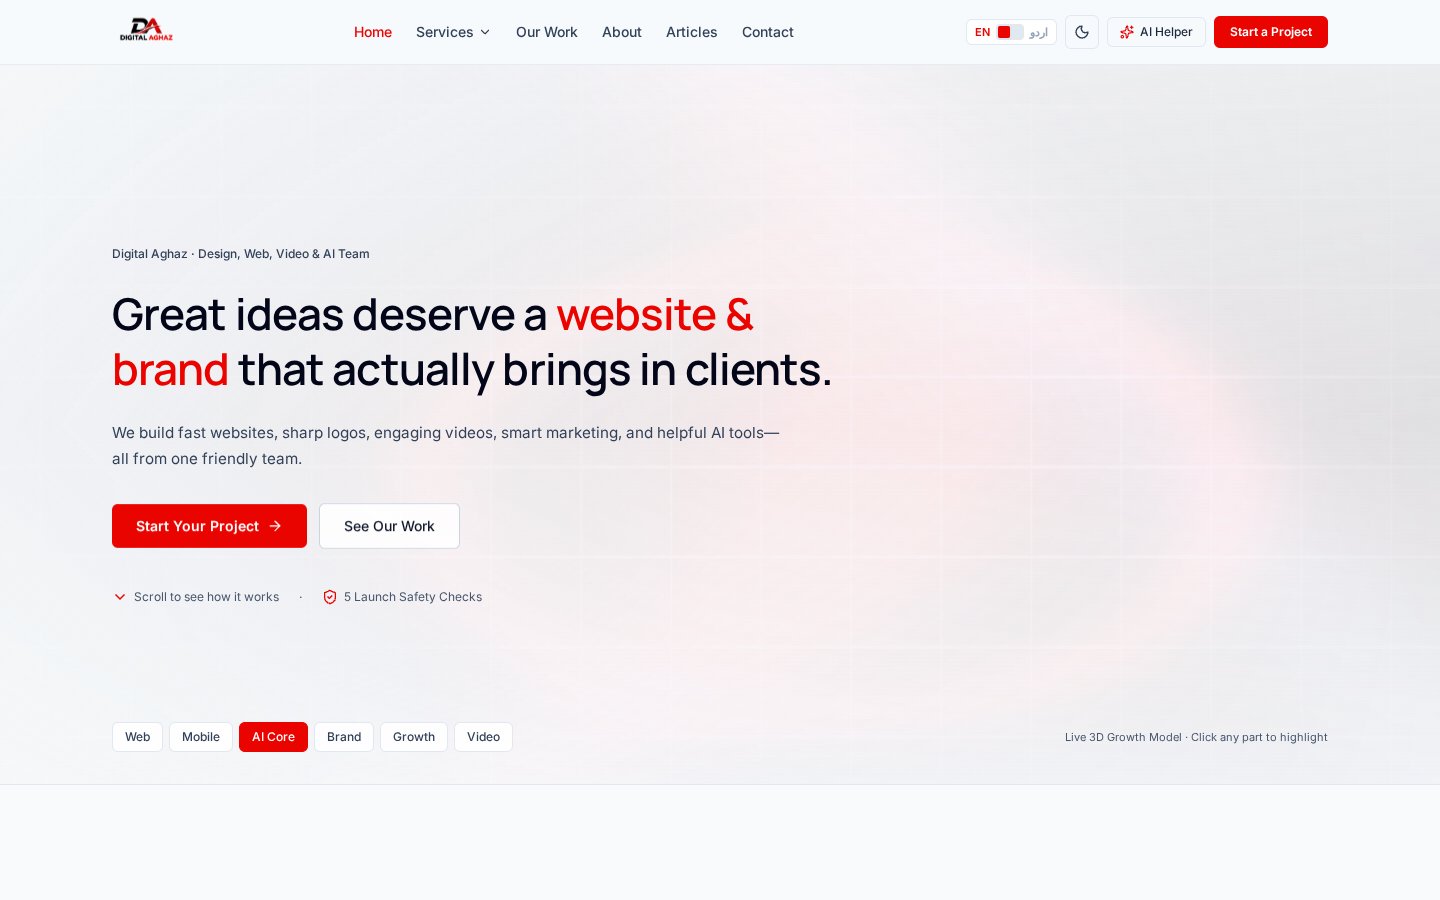 DA
DIGITAL AGHAZ
Home
Services
Our Work
About
Articles
Contact
EN
اردو
AI Helper
Start a Project
Digital Aghaz · Design, Web, Video & AI Team
Great ideas deserve a website &
brand that actually brings in clients.
We build fast websites, sharp logos, engaging videos, smart marketing, and helpful AI tools—
all from one friendly team.
Start Your Project
See Our Work
Scroll to see how it works
·
5 Launch Safety Checks
Web
Mobile
AI Core
Brand
Growth
Video
Live 3D Growth Model · Click any part to highlight